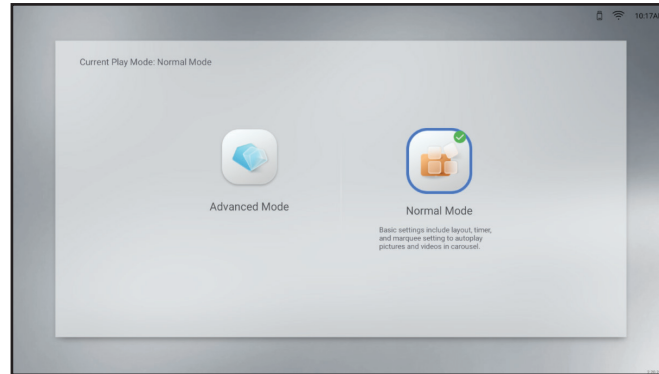 10:17A
Current Play Mode: Normal Mode
Advanced Mode
Normal Mode
Basic settings include layout, timer,
and marquee setting to autoplay
pictures and videos in carousel.